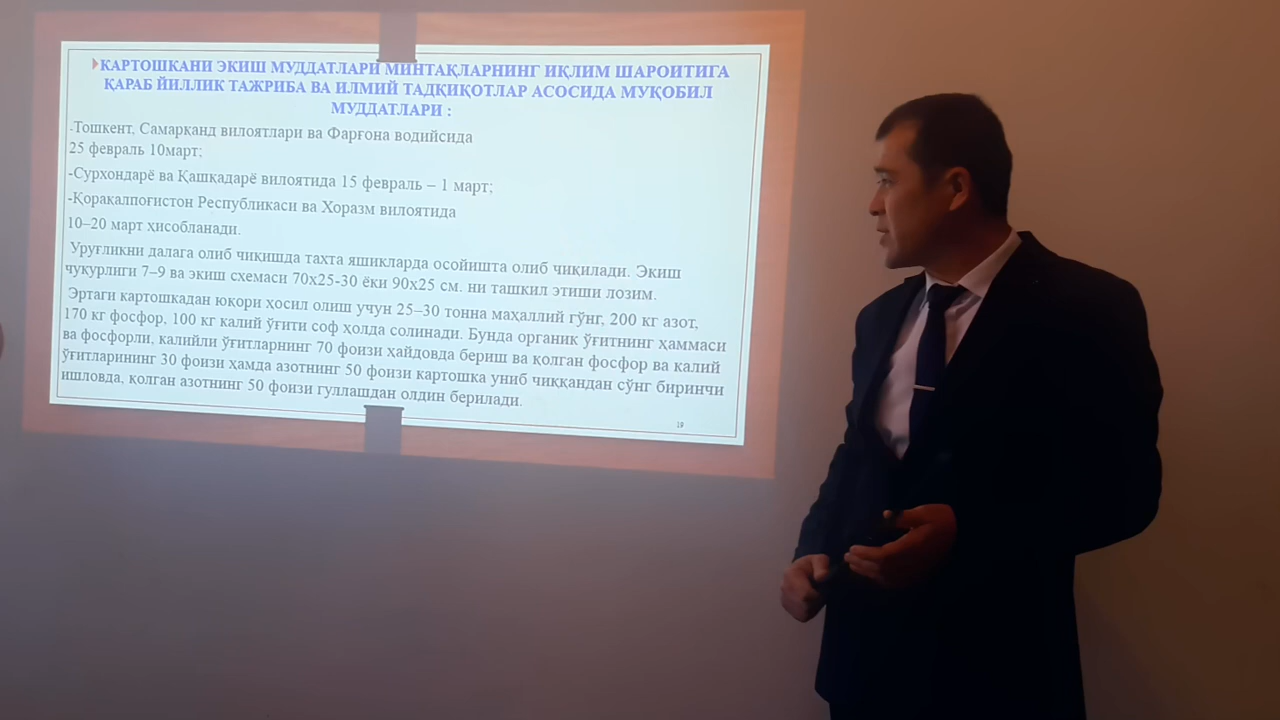 КАРТОШКАНИ ЭКИШ МУДДАТЛАРИ МИНТАҚЛАРНИНГ ИҚЛИМ ШАРОИТИГА
ҚАРАБ ЙИЛЛИК ТАЖРИБА ВА ИЛМИЙ ТАДҚИҚОТЛАР АСОСИДА МУҚОБИЛ
МУДДАТЛАРИ :
-Тошкент, Самарқанд вилоятлари ва Фарғона водийсида
25 февраль 10март;
-Сурхондарё ва Қашқадарё вилоятида 15 февраль – 1 март;
-Қорақалпоғистон Республикаси ва Хоразм вилоятида
10–20 март ҳисобланади.
Уруғликни далага олиб чиқишда тахта яшикларда осойишта олиб чиқилади. Экиш
чуқурлиги 7–9 ва экиш схемаси 70х25-30 ёки 90х25 см. ни ташкил этиши лозим.
Эртаги картошкадан юқори ҳосил олиш учун 25–30 тонна маҳаллий гўнг, 200 кг азот,
170 кг фосфор, 100 кг калий ўғити соф ҳолда солинади. Бунда органик ўғитнинг ҳаммаси
ва фосфорли, калийли ўғитларнинг 70 фоизи ҳайдовда бериш ва қолган фосфор ва калий
ўғитларининг 30 фоизи ҳамда азотнинг 50 фоизи картошка униб чиққандан сўнг биринчи
ишловда, қолган азотнинг 50 фоизи гуллашдан олдин берилади.
19